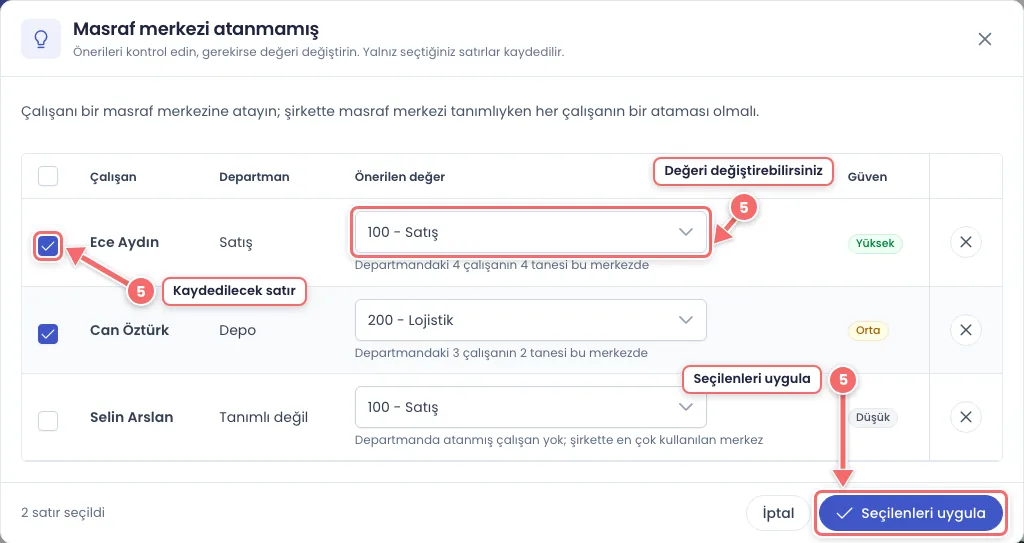 Masraf merkezi atanmamış
Önerileri kontrol edin, gerekirse değeri değiştirin. Yalnız seçtiğiniz satırlar kaydedilir.
Çalışanı bir masraf merkezine atayın; şirkette masraf merkezi tanımlıyken her çalışanın bir ataması olmalı.
Değeri değiştirebilirsiniz
Çalışan Departman Önerilen değer Güven
5
Ece Aydın Satış 100 - Satış Yüksek
Departmandaki 4 çalışanın 4 tanesi bu merkezde
5 Kaydedilecek satır
Can Öztürk Depo 200 - Lojistik Orta
Departmandaki 3 çalışanın 2 tanesi bu merkezde
Seçilenleri uygula 5
Selin Arslan Tanımlı değil 100 - Satış Düşük
Departmanda atanmış çalışan yok; şirkette en çok kullanılan merkez
2 satır seçildi İptal Seçilenleri uygula